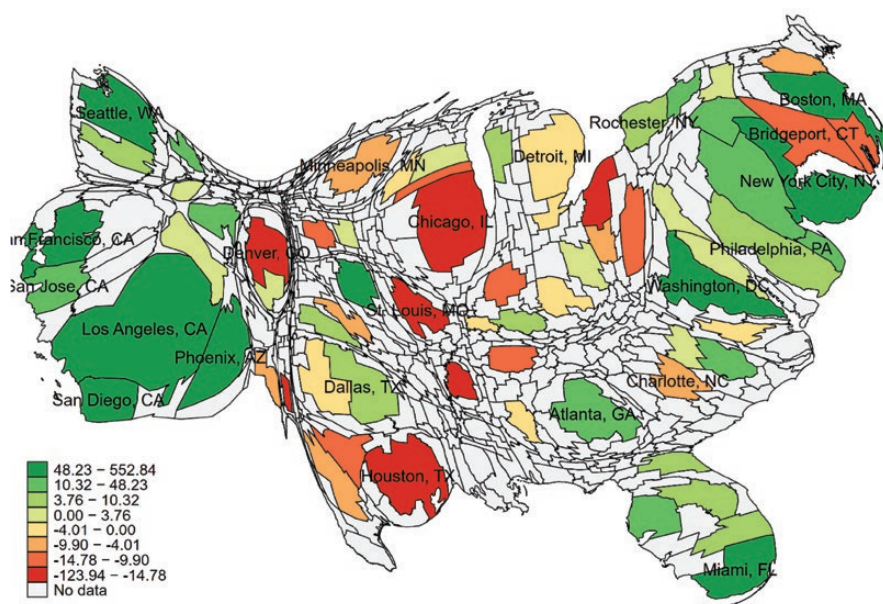 Seattle, WA
Boston, MA
Rochester, NY
Bridgeport, CT
Minneapolis, MN
Detroit, MI
New York City, NY
Chicago, IL
an Francisco, CA
Denver, CO
Philadelphia, PA
San Jose, CA
Washington, DC
St. Louis, MO
Los Angeles, CA
Phoenix, AZ
Dallas, TX
Charlotte, NC
San Diego, CA
Atlanta, GA
Houston, TX
Miami, FL
48.23 – 552.84
10.32 – 48.23
3.76 – 10.32
0.00 – 3.76
-4.01 – 0.00
-9.90 – -4.01
-14.78 – -9.90
-123.94 – -14.78
No data